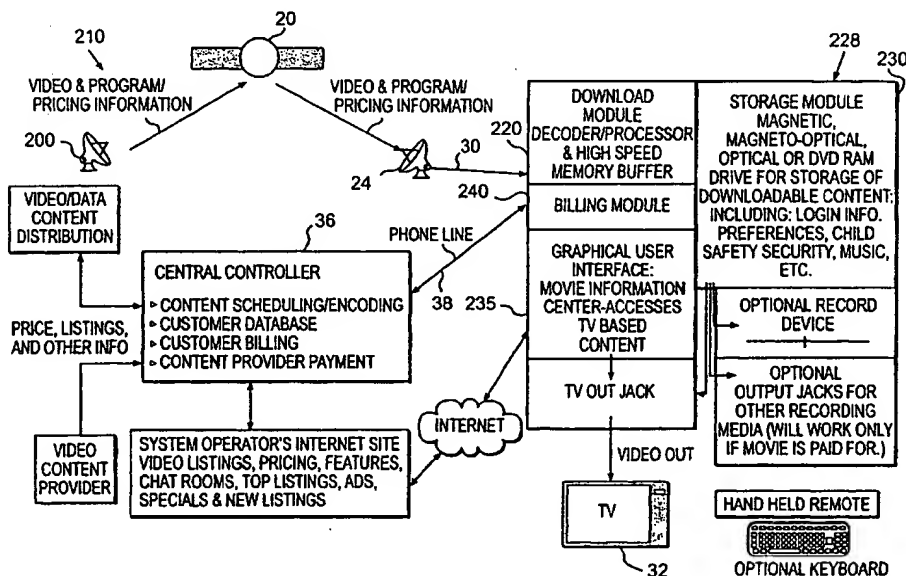 210
20
VIDEO & PROGRAM/
PRICING INFORMATION
VIDEO & PROGRAM/
PRICING INFORMATION
200
24
30
VIDEO/DATA
CONTENT
DISTRIBUTION
36
CENTRAL CONTROLLER
CONTENT SCHEDULING/ENCODING
CUSTOMER DATABASE
CUSTOMER BILLING
CONTENT PROVIDER PAYMENT
PRICE, LISTINGS,
AND OTHER INFO
VIDEO
CONTENT
PROVIDER
SYSTEM OPERATOR'S INTERNET SITE
VIDEO LISTINGS, PRICING, FEATURES,
CHAT ROOMS, TOP LISTINGS, ADS,
SPECIALS & NEW LISTINGS
PHONE LINE
38
INTERNET
220
240
235
DOWNLOAD
MODULE
DECODER/PROCESSOR
& HIGH SPEED
MEMORY BUFFER
BILLING MODULE
GRAPHICAL USER
INTERFACE:
MOVIE INFORMATION
CENTER-ACCESSES
TV BASED
CONTENT
TV OUT JACK
VIDEO OUT
TV
32
228
230
STORAGE MODULE
MAGNETIC,
MAGNETO-OPTICAL,
OPTICAL OR DVD RAM
DRIVE FOR STORAGE OF
DOWNLOADABLE CONTENT:
INCLUDING: LOGIN INFO.
PREFERENCES, CHILD
SAFETY SECURITY, MUSIC,
ETC.
OPTIONAL RECORD
DEVICE
OPTIONAL
OUTPUT JACKS FOR
OTHER RECORDING
MEDIA (WILL WORK ONLY
IF MOVIE IS PAID FOR.)
HAND HELD REMOTE
OPTIONAL KEYBOARD